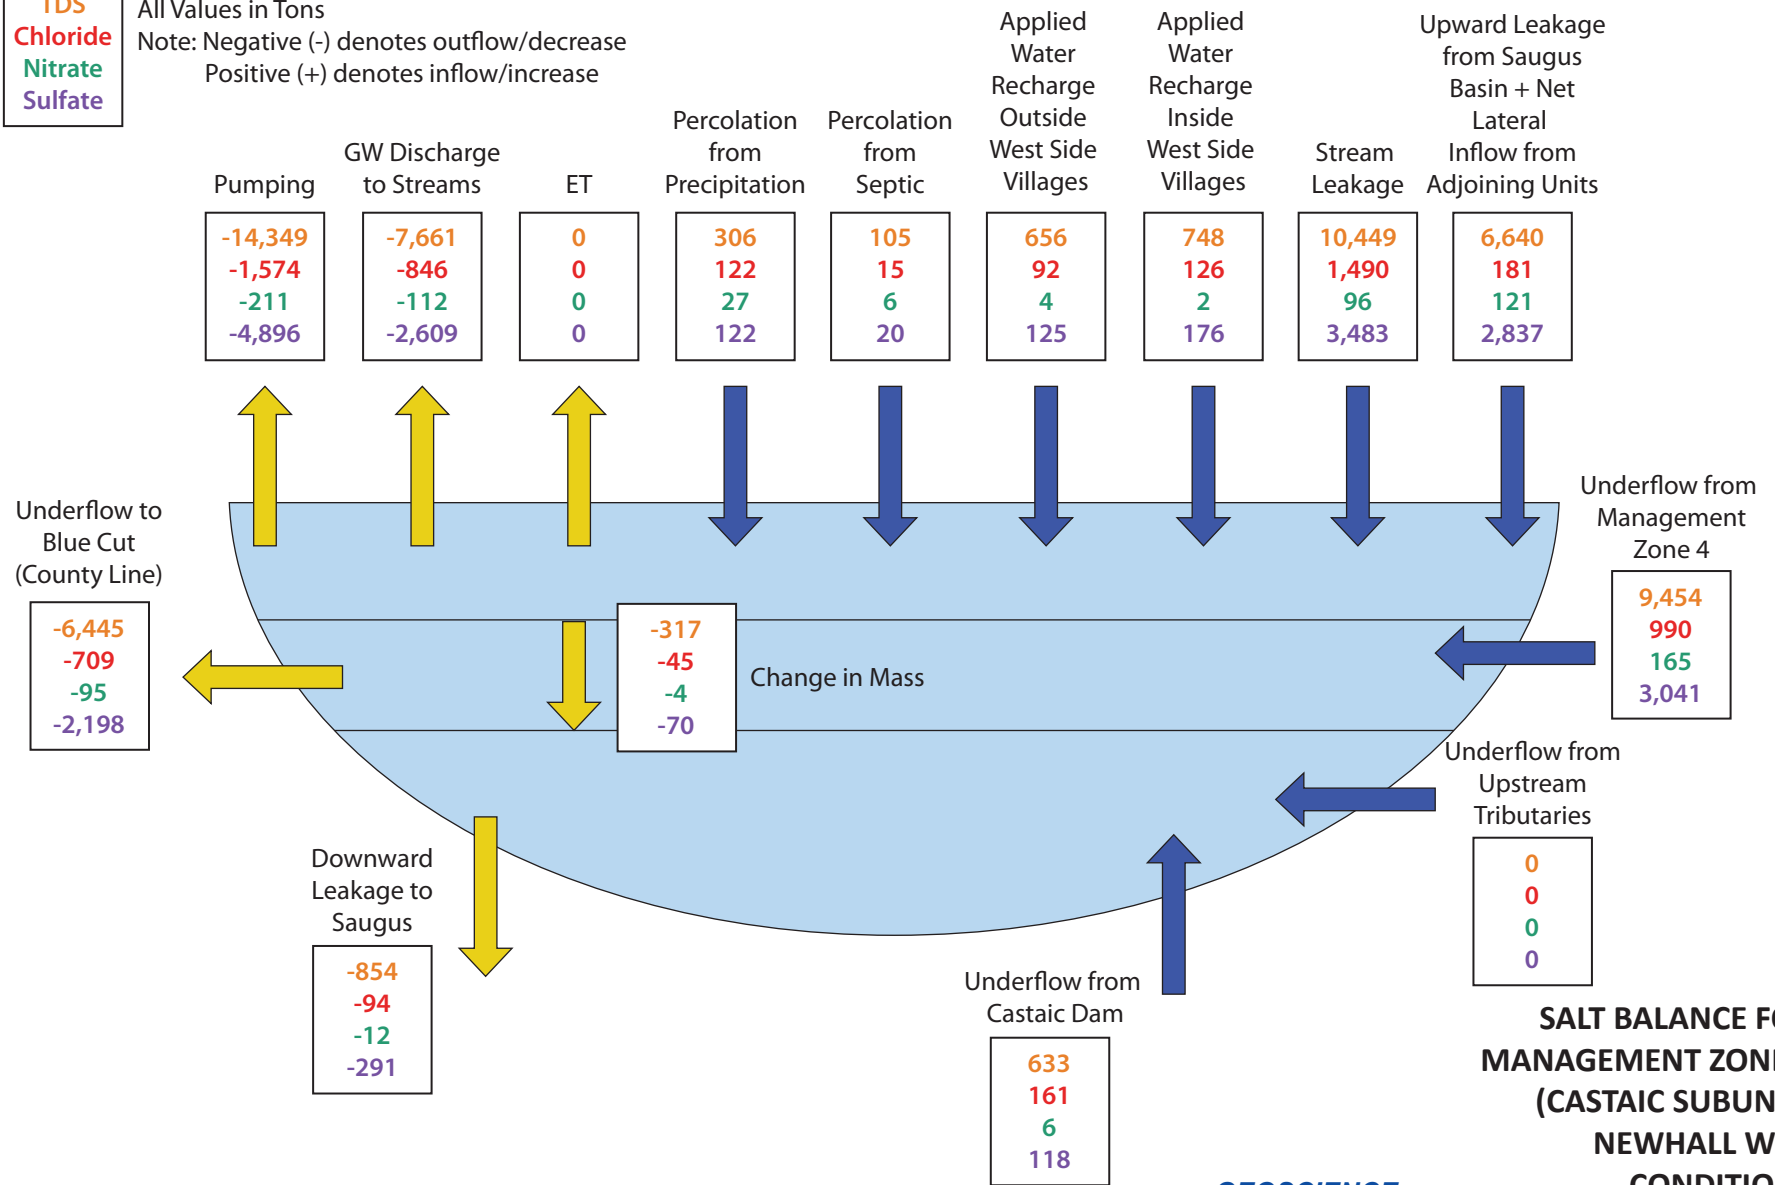 TDS
Chloride
Nitrate
Sulfate
All Values in Tons
Note: Negative (-) denotes outflow/decrease
Positive (+) denotes inflow/increase
Pumping
-14,349
-1,574
-211
-4,896
GW Discharge
to Streams
-7,661
-846
-112
-2,609
ET
0
0
0
0
Percolation
from
Precipitation
306
122
27
122
Percolation
from
Septic
105
15
6
20
Applied
Water
Recharge
Outside
West Side
Villages
656
92
4
125
Applied
Water
Recharge
Inside
West Side
Villages
748
126
2
176
Stream
Leakage
10,449
1,490
96
3,483
Upward Leakage
from Saugus
Basin + Net
Lateral
Inflow from
Adjoining Units
6,640
181
121
2,837
Underflow to
Blue Cut
(County Line)
-6,445
-709
-95
-2,198
-317
-45
-4
-70
Change in Mass
Underflow from
Management
Zone 4
9,454
990
165
3,041
Underflow from
Upstream
Tributaries
0
0
0
0
Downward
Leakage to
Saugus
-854
-94
-12
-291
Underflow from
Castaic Dam
633
161
6
118
SALT BALANCE
MANAGEMENT
(CASTAIC
NEWHALL
GEOSCIENCE